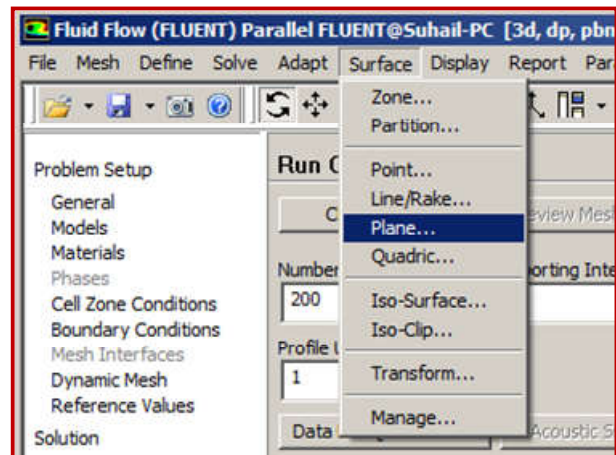 Fluid Flow (FLUENT) Parallel FLUENT@Suhail-PC [3d, dp, pbn
File Mesh Define Solve Adapt Surface Display Report Par
Problem Setup
General
Models
Materials
Phases
Cell Zone Conditions
Boundary Conditions
Mesh Interfaces
Dynamic Mesh
Reference Values
Solution
Run C
Number
200
Profile U
1
Data
Zone...
Partition...
Point...
Line/Rake...
Plane...
Quadric...
Iso-Surface...
Iso-Clip...
Transform...
Manage...
eview Mesh
orting Inte
Acoustic S